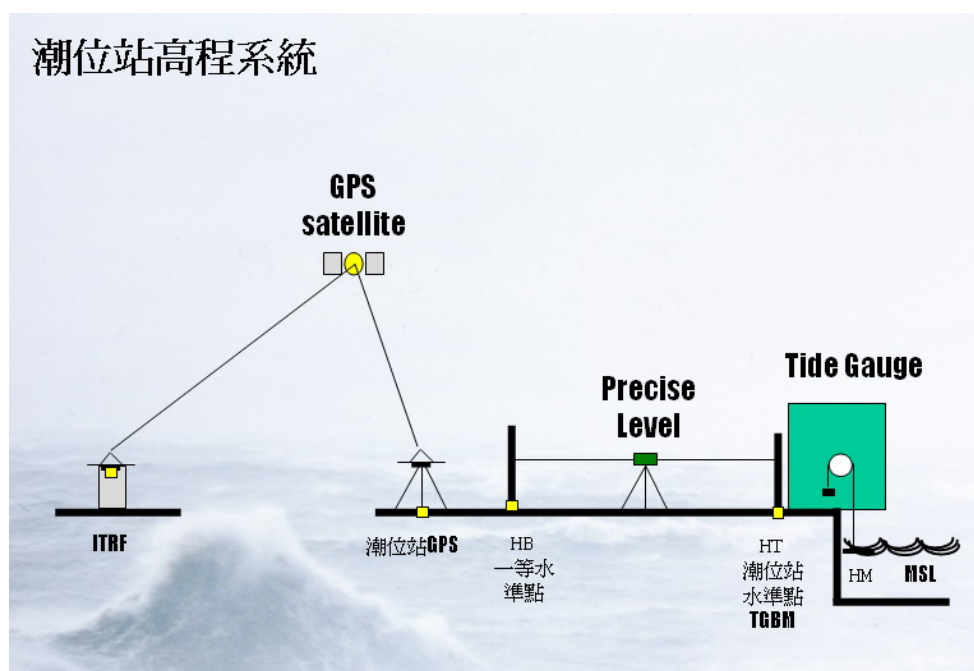 潮位站高程系統
GPS
satellite
Tide Gauge
Precise
Level
ITRF
潮位站GPS
HB
一等水
準點
HT
潮位站
水準點
TGBM
HM
MSL